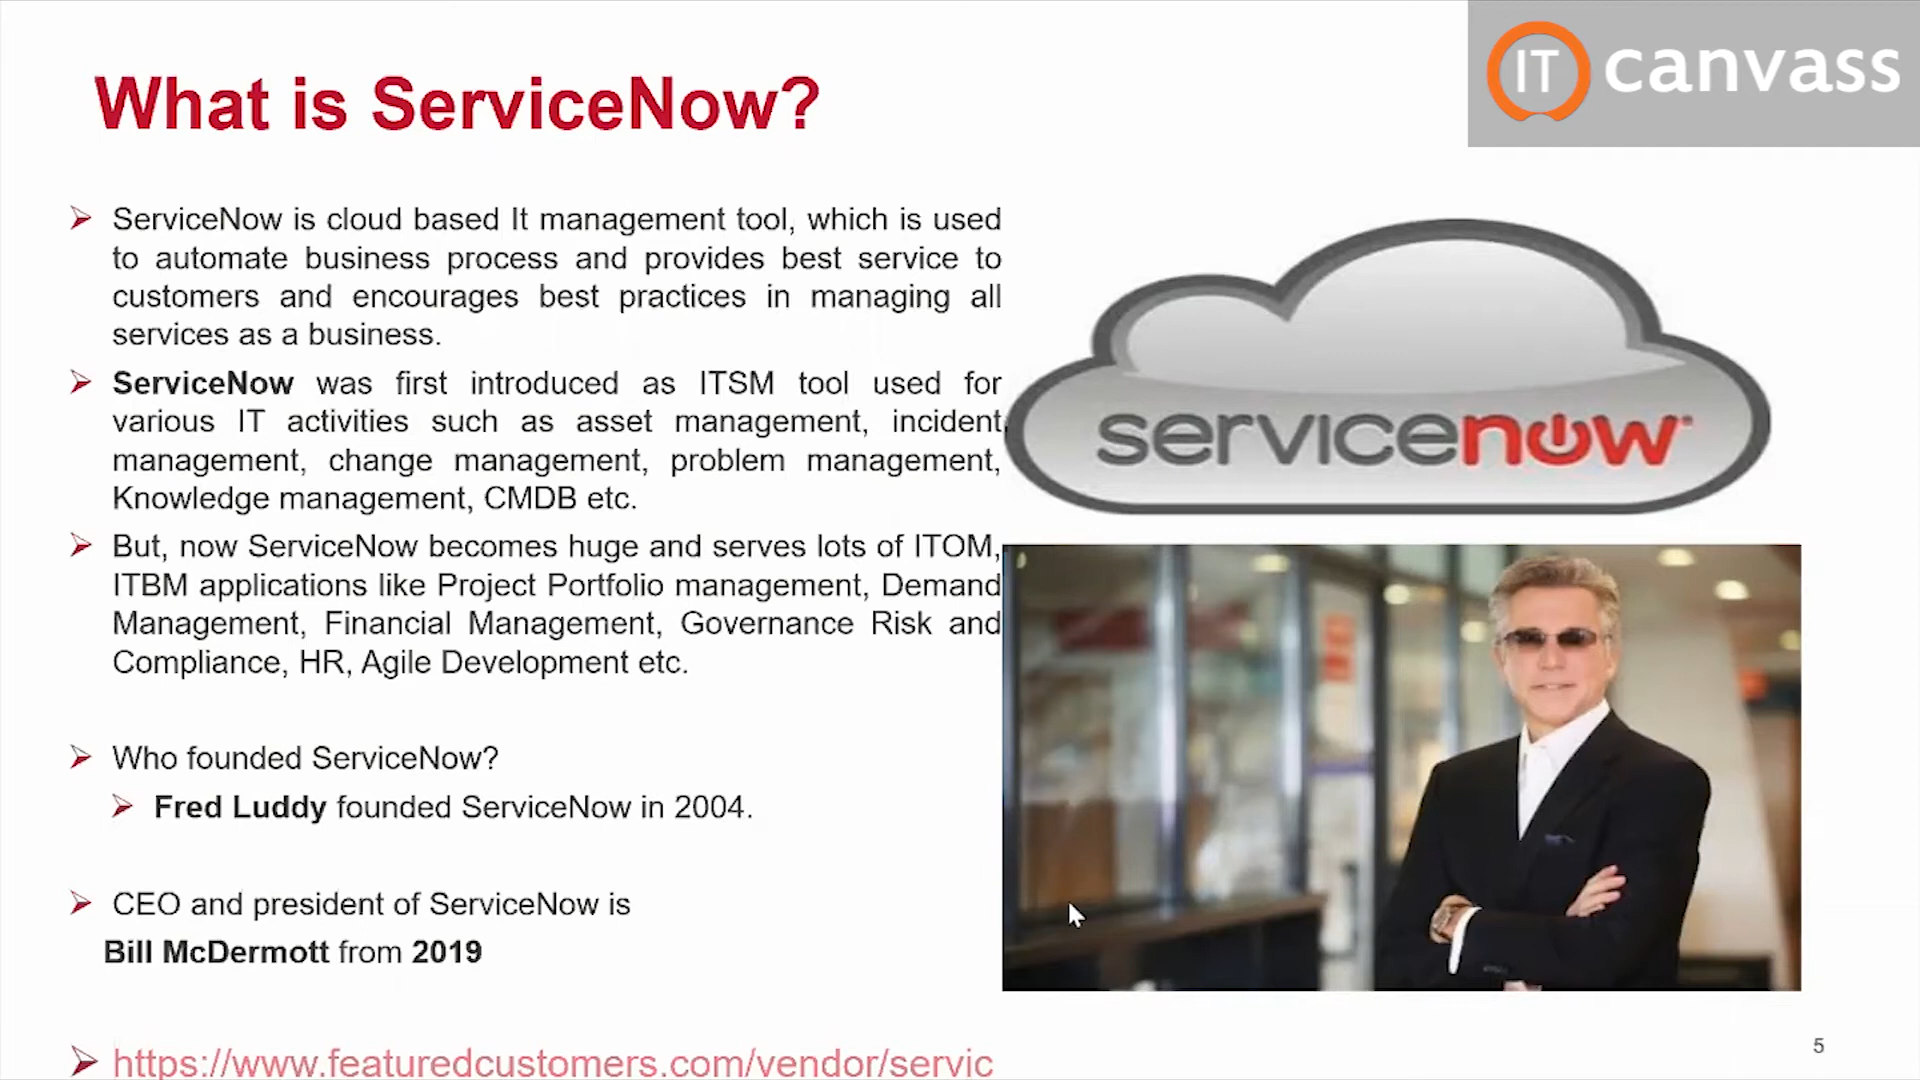 What is ServiceNow?
IT canvass
ServiceNow is cloud based It management tool, which is used
to automate business process and provides best service to
customers and encourages best practices in managing all
services as a business.
ServiceNow was first introduced as ITSM tool used for
various IT activities such as asset management, incident
management, change management, problem management,
Knowledge management, CMDB etc.
But, now ServiceNow becomes huge and serves lots of ITOM,
ITBM applications like Project Portfolio management, Demand
Management, Financial Management, Governance Risk and
Compliance, HR, Agile Development etc.
Who founded ServiceNow?
Fred Luddy founded ServiceNow in 2004.
CEO and president of ServiceNow is
Bill McDermott from 2019
https://www.featuredcustomers.com/vendor/servic
servicenow
5